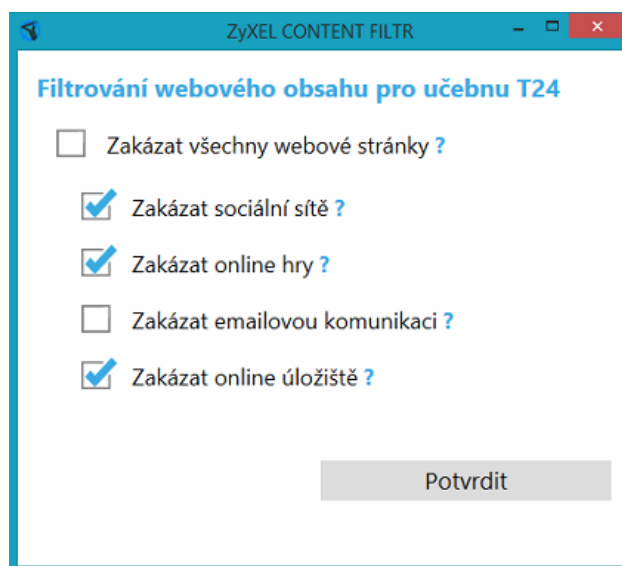 ZyXEL CONTENT FILTR
Filtrování webového obsahu pro učebnu T24
Zakázat všechny webové stránky ?
Zakázat sociální sítě ?
Zakázat online hry ?
Zakázat emailovou komunikaci ?
Zakázat online úložiště ?
Potvrdit